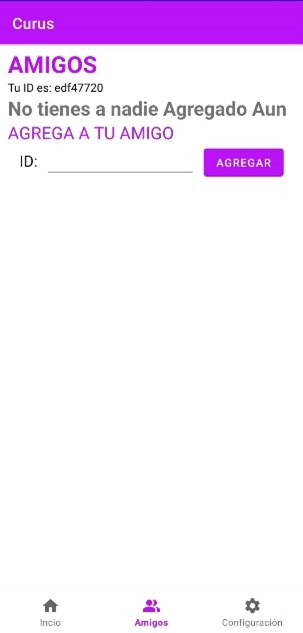 Curus
AMIGOS
Tu ID es: edf47720
No tienes a nadie Agregado Aun
AGREGA A TU AMIGO
ID: AGREGAR
Incio Amigos Configuración